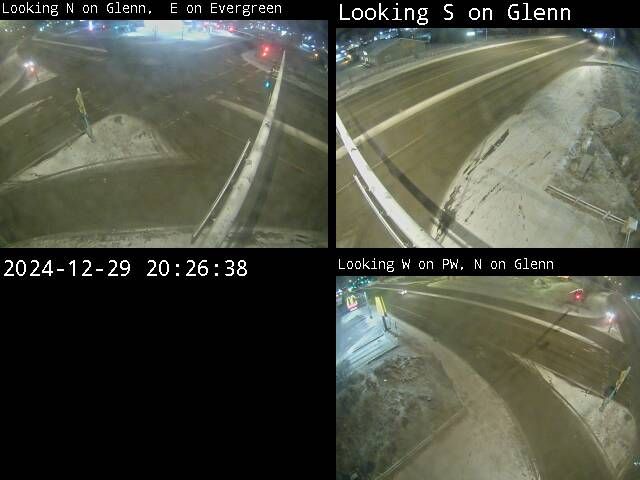 Looking N on Glenn,  E on Evergreen
Looking S on Glenn
2024-12-29 20:26:38
Looking W on PW, N on Glenn